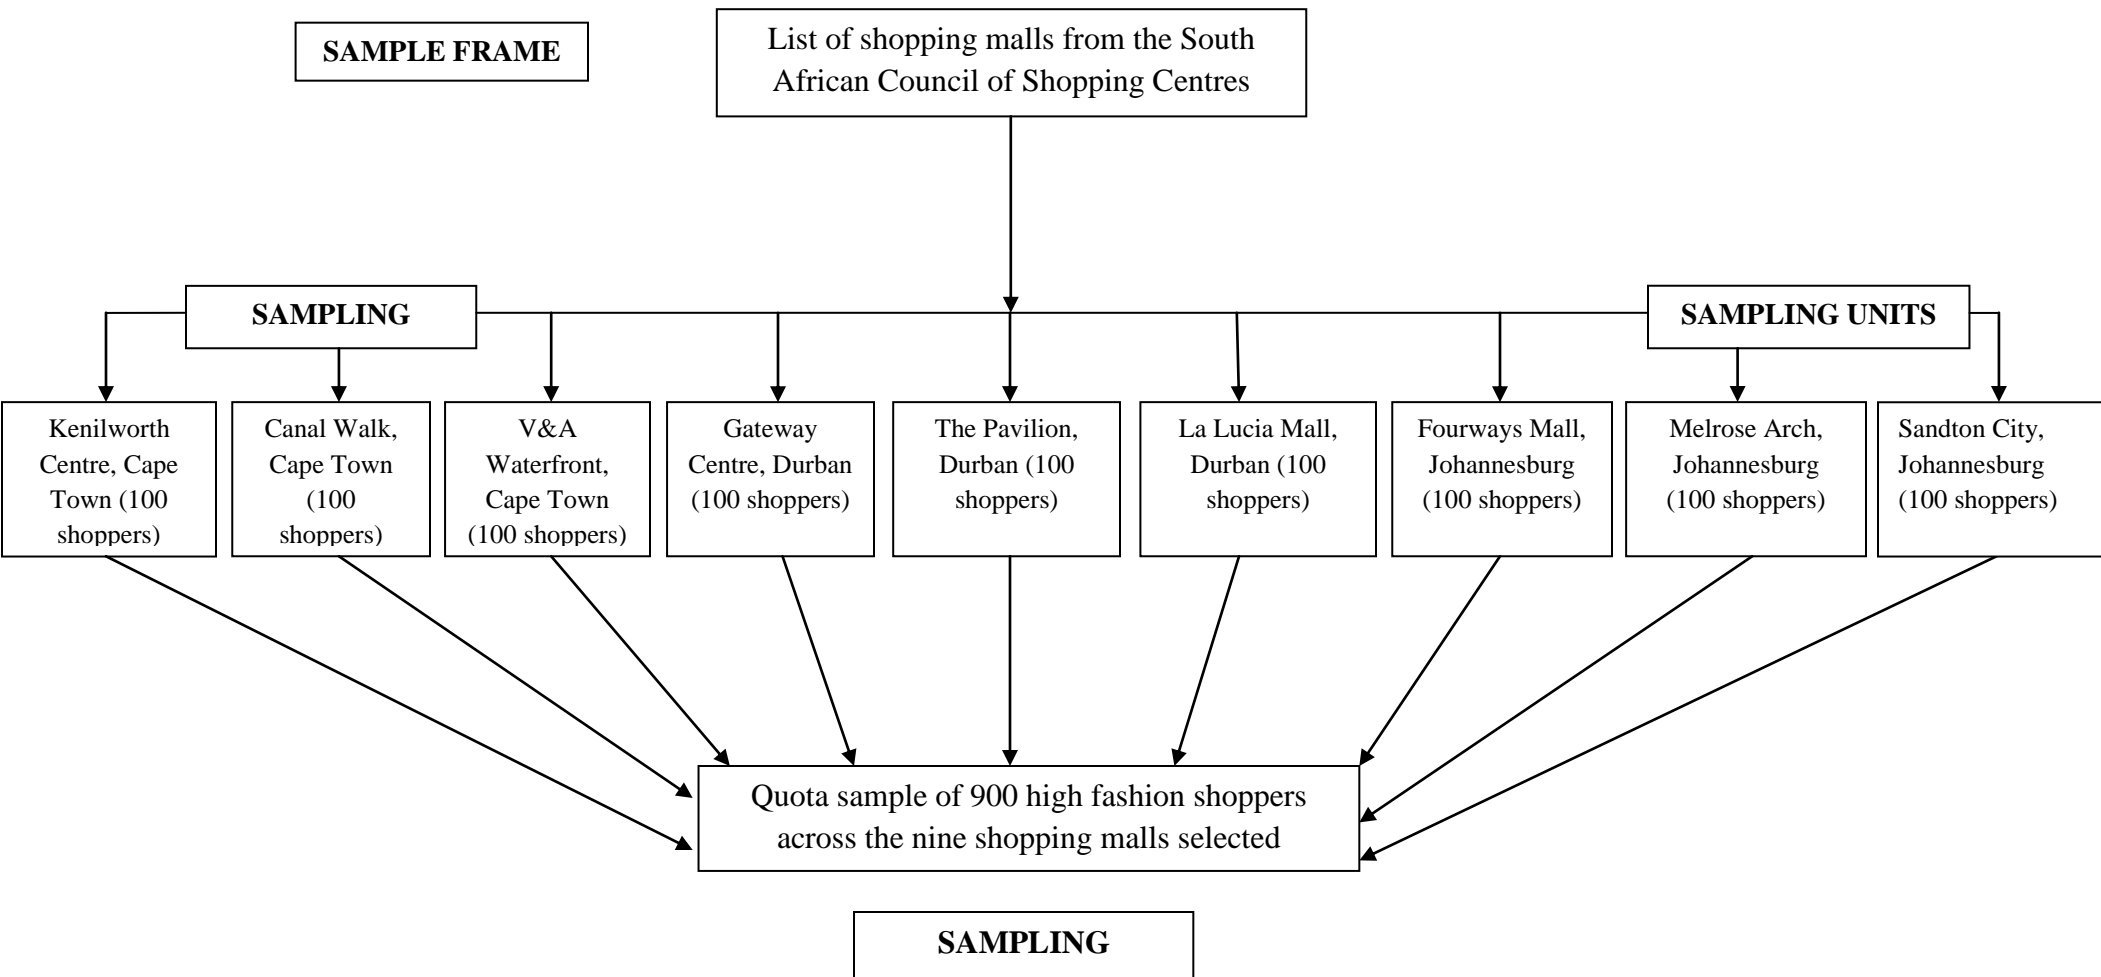 SAMPLE FRAME
List of shopping malls from the South
African Council of Shopping Centres
SAMPLING
SAMPLING UNITS
Kenilworth
Centre, Cape
Town (100
shoppers)
Canal Walk,
Cape Town
(100
shoppers)
V&A
Waterfront,
Cape Town
(100 shoppers)
Gateway
Centre, Durban
(100 shoppers)
The Pavilion,
Durban (100
shoppers)
La Lucia Mall,
Durban (100
shoppers)
Fourways Mall,
Johannesburg
(100 shoppers)
Melrose Arch,
Johannesburg
(100 shoppers)
Sandton City,
Johannesburg
(100 shoppers)
Quota sample of 900 high fashion shoppers
across the nine shopping malls selected
SAMPLING